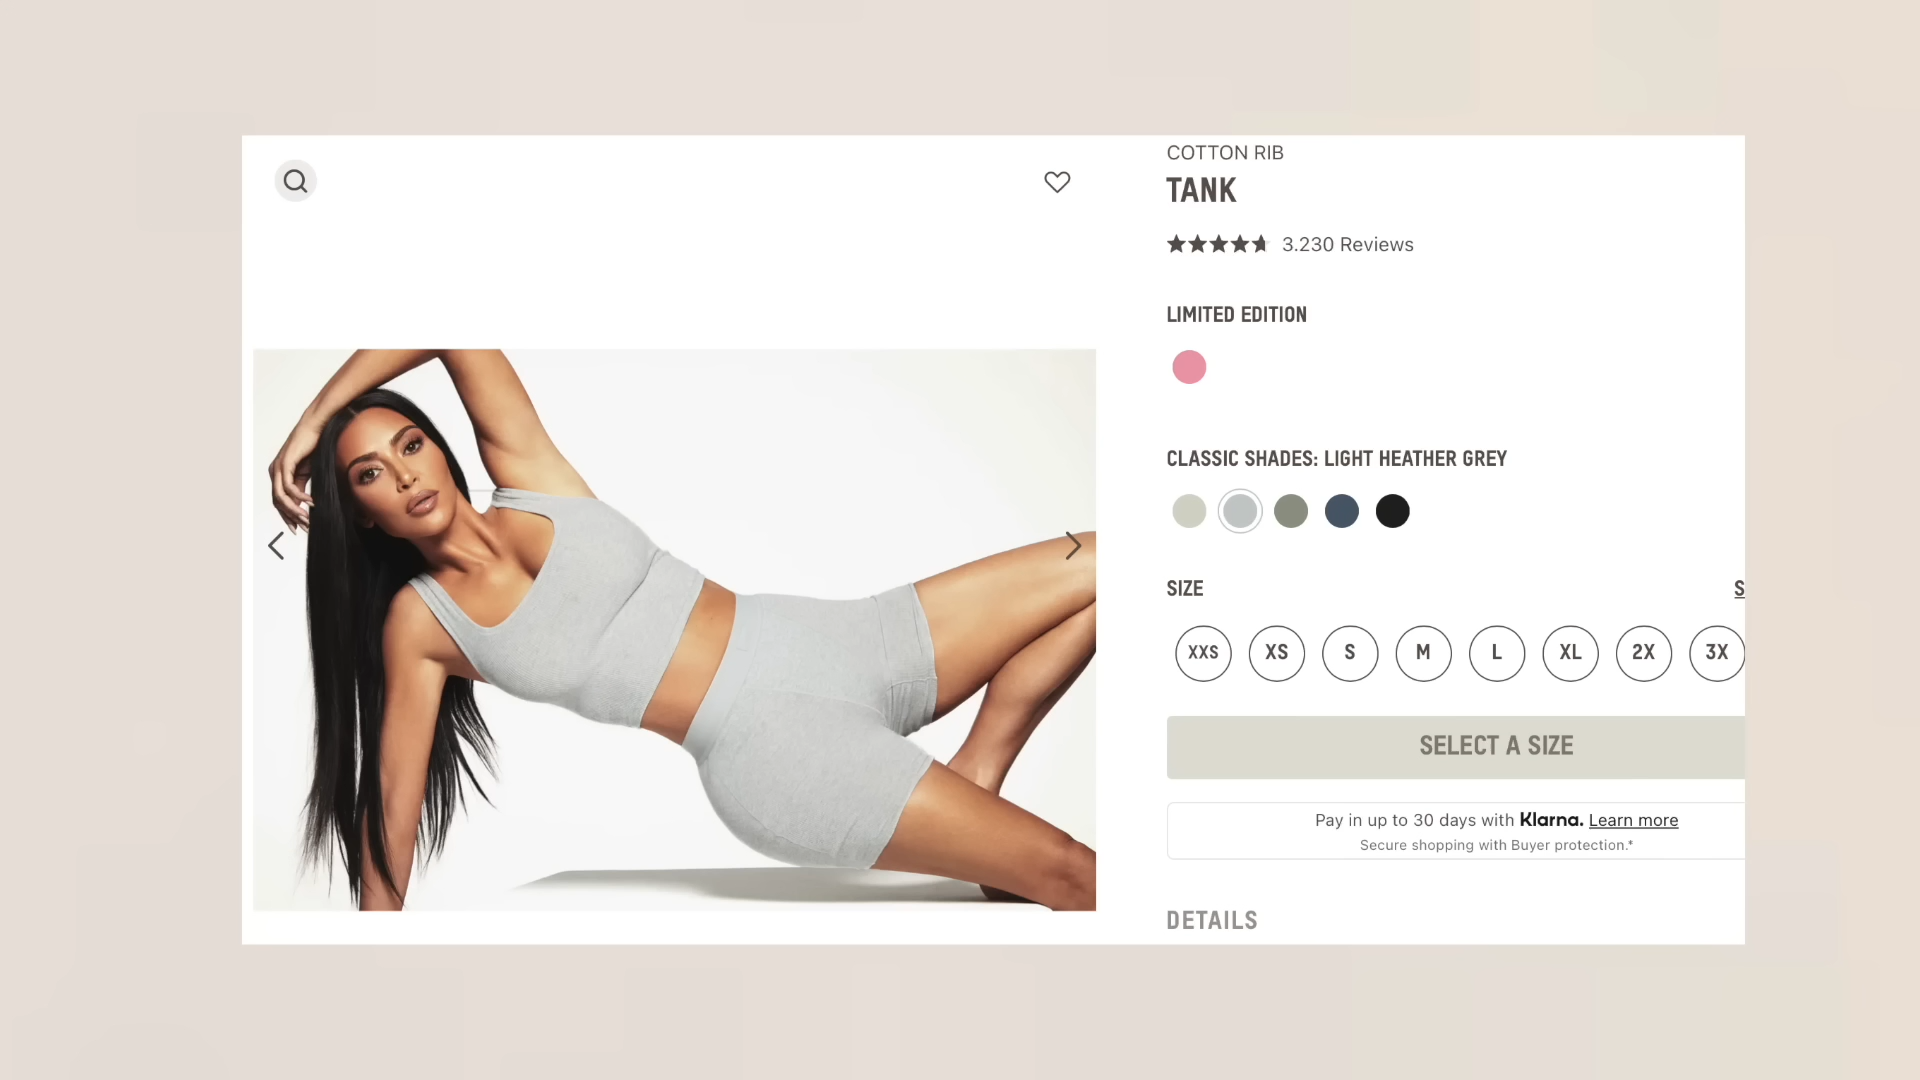 COTTON RIB
TANK
3.230 Reviews
LIMITED EDITION
CLASSIC SHADES: LIGHT HEATHER GREY
SIZE S
XXS XS S M L XL 2X 3X
SELECT A SIZE
Pay in up to 30 days with Klarna. Learn more
Secure shopping with Buyer protection.*
DETAILS